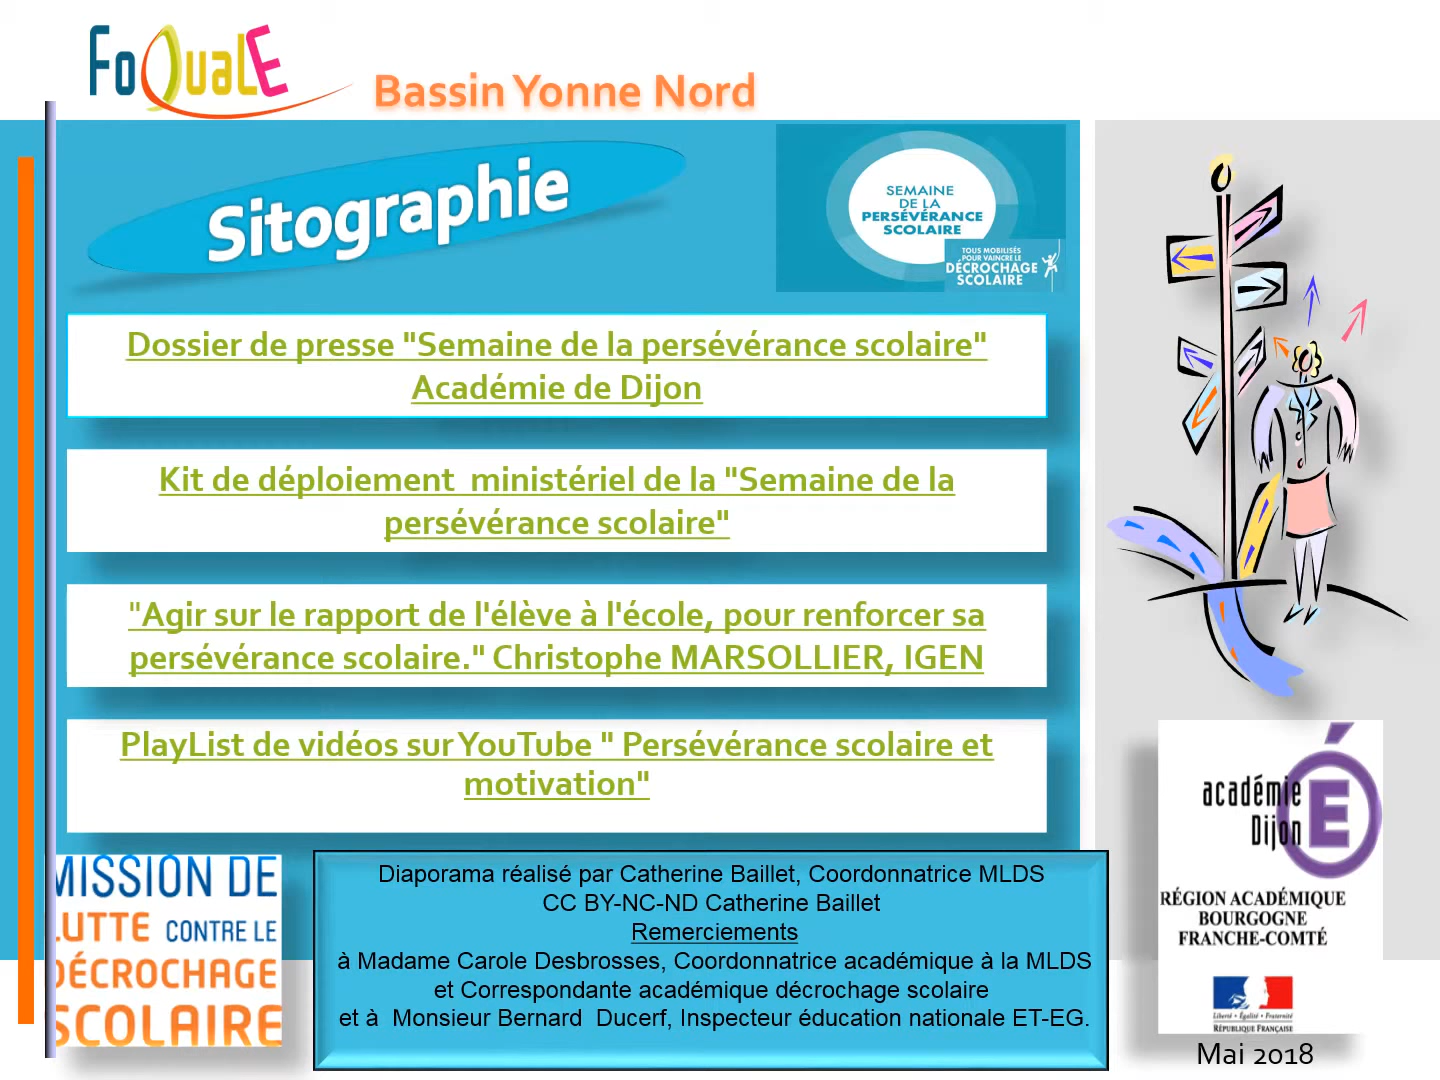 FoQualE
Bassin Yonne Nord
Sitographie
SEMAINE
DE LA
PERSÉVÉRANCE
SCOLAIRE
TOUS MOBILISÉS
POUR VAINCRE LE
DÉCROCHAGE
SCOLAIRE
Dossier de presse "Semaine de la persévérance scolaire"
Académie de Dijon
Kit de déploiement  ministériel de la "Semaine de la
persévérance scolaire"
"Agir sur le rapport de l'élève à l'école, pour renforcer sa
persévérance scolaire." Christophe MARSOLLIER, IGEN
PlayList de vidéos sur YouTube " Persévérance scolaire et
motivation"
MISSION DE
LUTTE CONTRE LE
DÉCROCHAGE
SCOLAIRE
Diaporama réalisé par Catherine Baillet, Coordonnatrice MLDS
CC BY-NC-ND Catherine Baillet
Remerciements
à Madame Carole Desbrosses, Coordonnatrice académique à la MLDS
et Correspondante académique décrochage scolaire
et à  Monsieur Bernard  Ducerf, Inspecteur éducation nationale ET-EG.
académie
Dijon
É
RÉGION ACADÉMIQUE
BOURGOGNE
FRANCHE-COMTÉ
Liberté • Égalité • Fraternité
RÉPUBLIQUE FRANÇAISE
Mai 2018